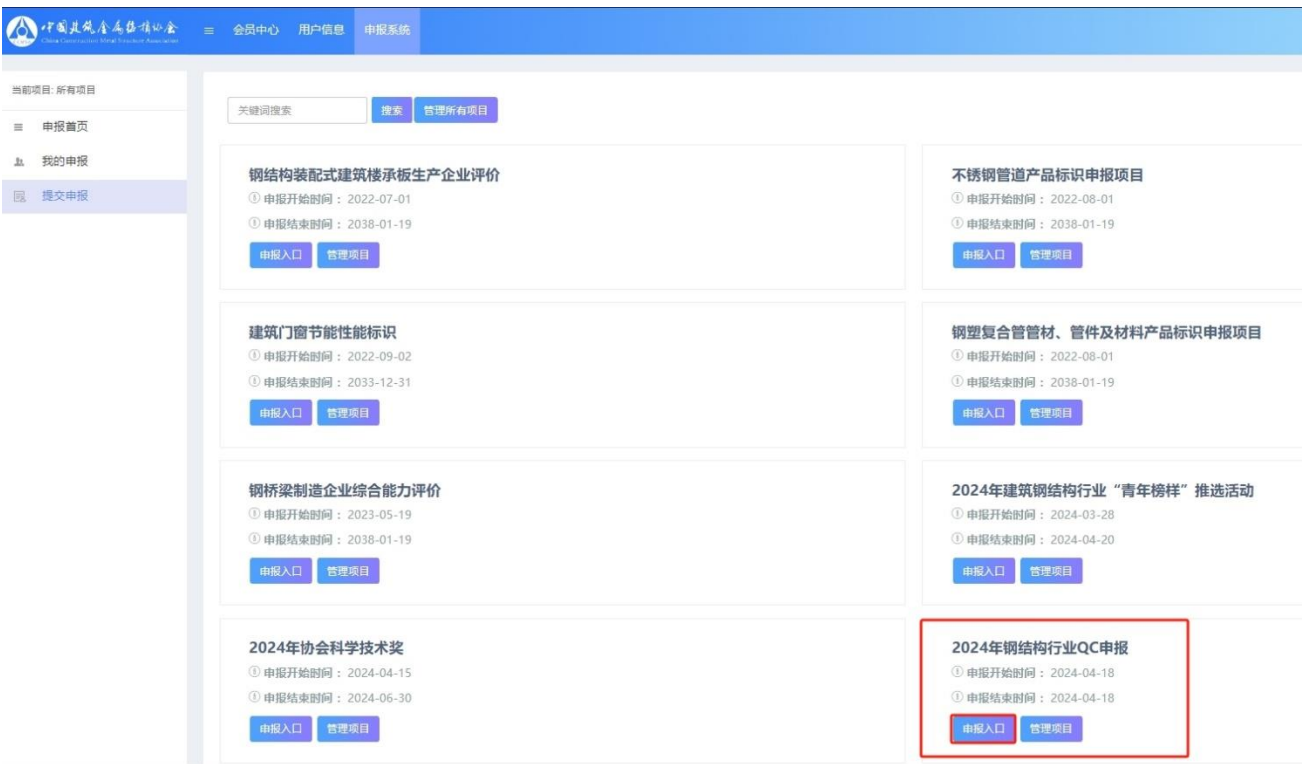 中国建筑金属结构协会
China Construction Metal Structure Association
会员中心 用户信息 申报系统
当前项目: 所有项目
申报首页
我的申报
提交申报
关键词搜索 搜索 管理所有项目
钢结构装配式建筑楼承板生产企业评价
申报开始时间： 2022-07-01
申报结束时间： 2038-01-19
申报入口 管理项目
不锈钢管道产品标识申报项目
申报开始时间： 2022-08-01
申报结束时间： 2038-01-19
申报入口 管理项目
建筑门窗节能性能标识
申报开始时间： 2022-09-02
申报结束时间： 2033-12-31
申报入口 管理项目
钢塑复合管管材、管件及材料产品标识申报项目
申报开始时间： 2022-08-01
申报结束时间： 2038-01-19
申报入口 管理项目
钢桥梁制造企业综合能力评价
申报开始时间： 2023-05-19
申报结束时间： 2038-01-19
申报入口 管理项目
2024年建筑钢结构行业“青年榜样”推选活动
申报开始时间： 2024-03-28
申报结束时间： 2024-04-20
申报入口 管理项目
2024年协会科学技术奖
申报开始时间： 2024-04-15
申报结束时间： 2024-06-30
申报入口 管理项目
2024年钢结构行业QC申报
申报开始时间： 2024-04-18
申报结束时间： 2024-04-18
申报入口 管理项目